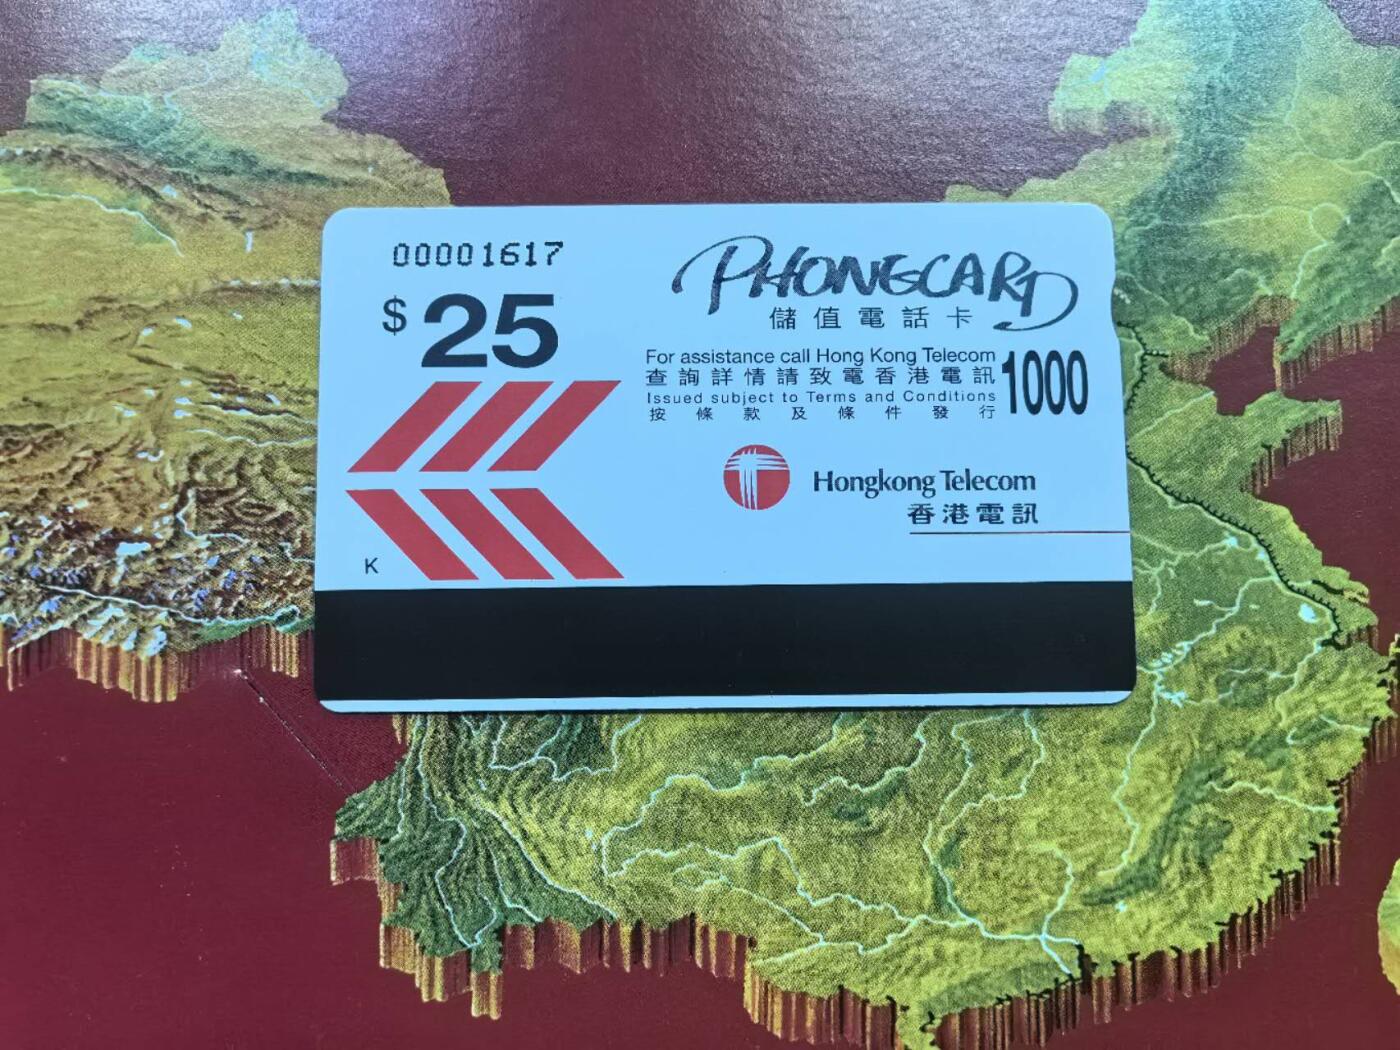 00001617
$25
PHONECARD
儲值電話卡
For assistance call Hong Kong Telecom
查詢詳情請致電香港電訊
1000
Issued subject to Terms and Conditions
按條款及條件發行
Hongkong Telecom
香港電訊
K